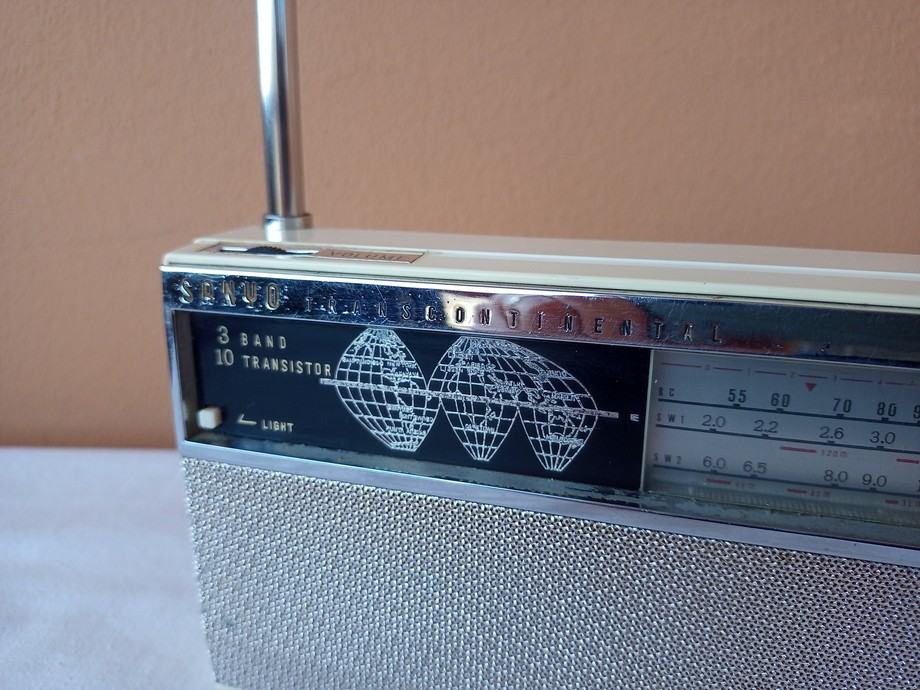 VOLUME
SANYO TRANSCONTINENTAL
3 BAND
10 TRANSISTOR
LIGHT
E
BC 55 60 70 80
SW1 2.0 2.2 2.6 3.0
120m
SW2 6.0 6.5 8.0 9.0